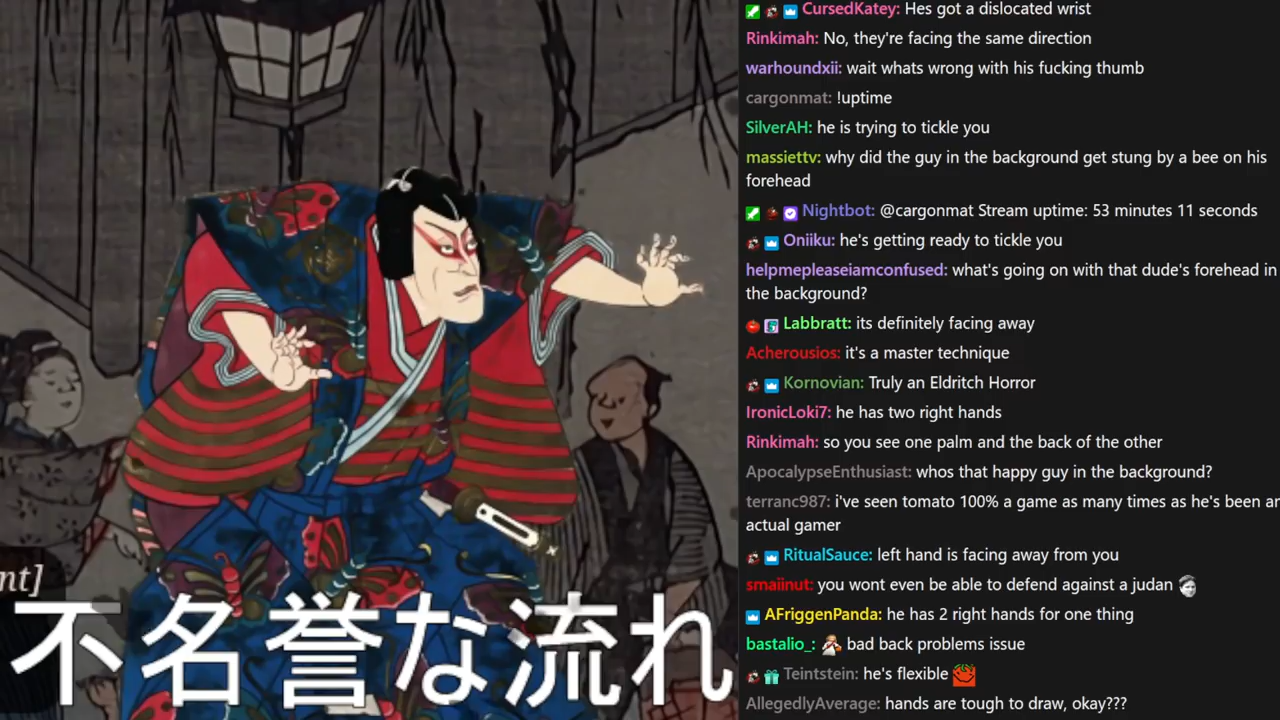 nt]
不名誉な流れ
CursedKatey: Hes got a dislocated wrist
Rinkimah: No, they're facing the same direction
warhoundxii: wait whats wrong with his fucking thumb
cargonmat: !uptime
SilverAH: he is trying to tickle you
massiettv: why did the guy in the background get stung by a bee on his
forehead
Nightbot: @cargonmat Stream uptime: 53 minutes 11 seconds
Oniiku: he's getting ready to tickle you
helpmepleaseiamconfused: what's going on with that dude's forehead in
the background?
Labbratt: its definitely facing away
Acherousios: it's a master technique
Kornovian: Truly an Eldritch Horror
IronicLoki7: he has two right hands
Rinkimah: so you see one palm and the back of the other
ApocalypseEnthusiast: whos that happy guy in the background?
terranc987: i've seen tomato 100% a game as many times as he's been an
actual gamer
RitualSauce: left hand is facing away from you
smaiinut: you wont even be able to defend against a judan
AFriggenPanda: he has 2 right hands for one thing
bastalio_: bad back problems issue
Teintstein: he's flexible
AllegedlyAverage: hands are tough to draw, okay???